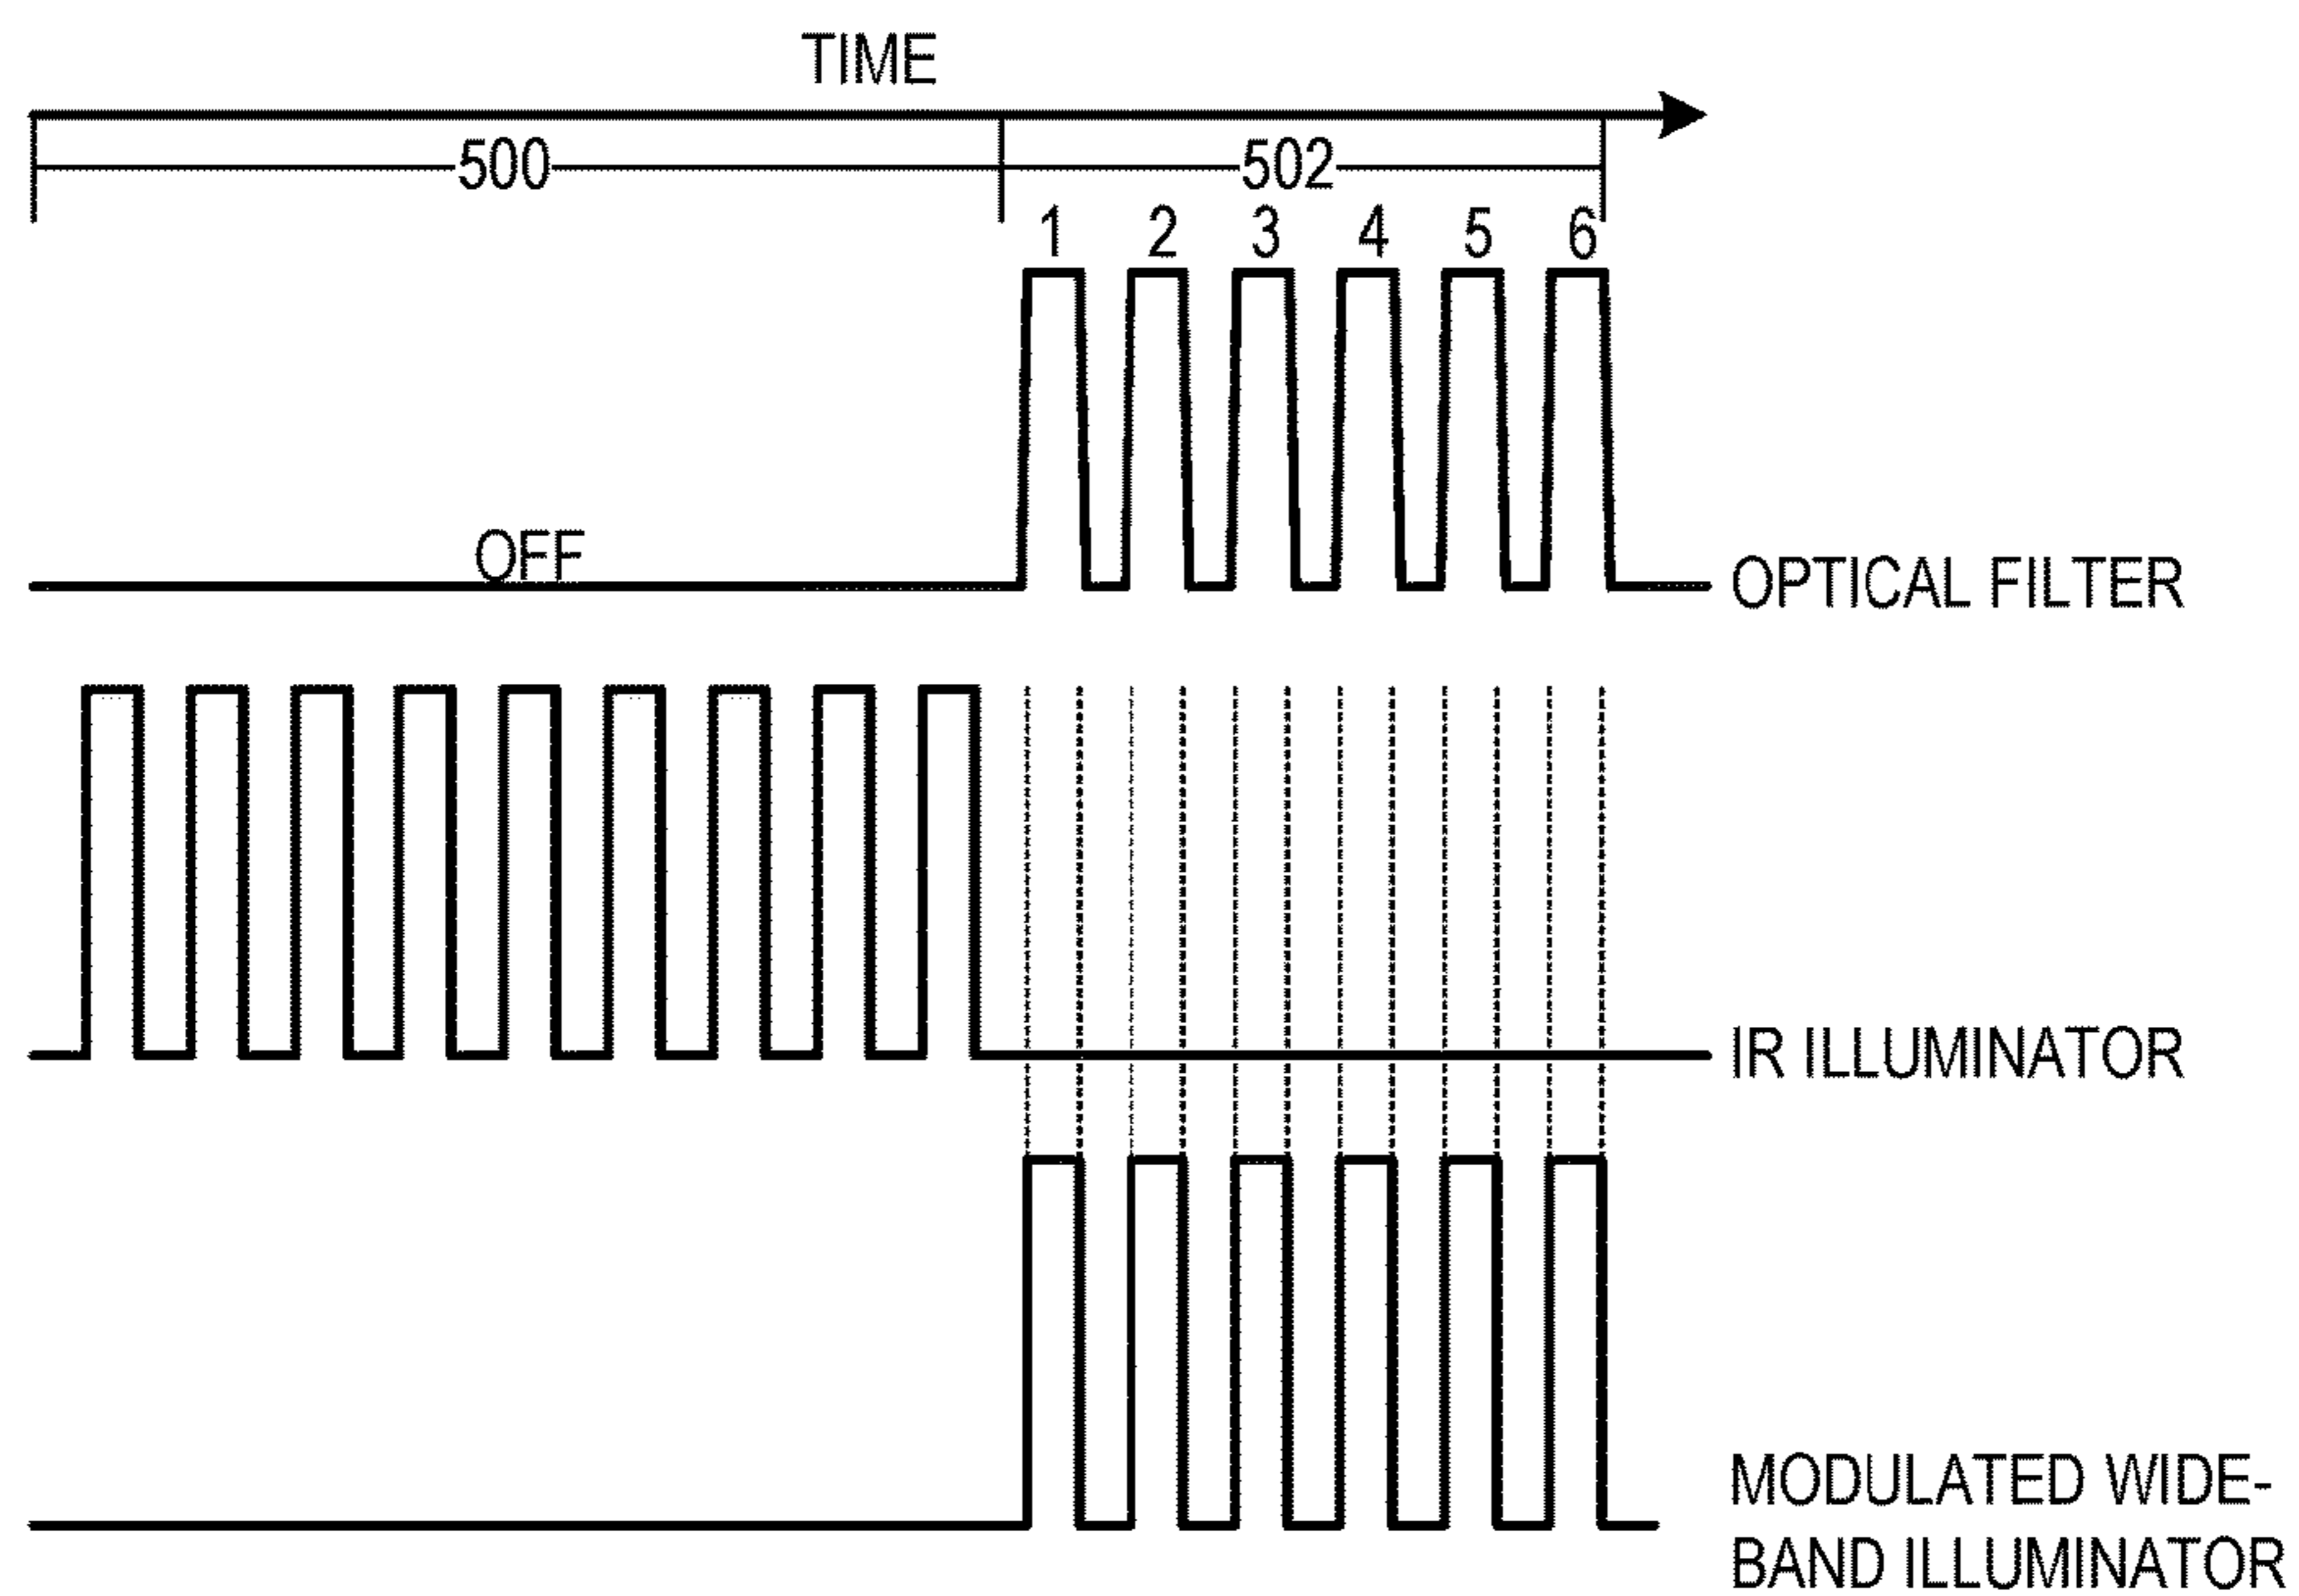 TIME
500 502
1 2 3 4 5 6
OFF
OPTICAL FILTER
IR ILLUMINATOR
MODULATED WIDE-
BAND ILLUMINATOR